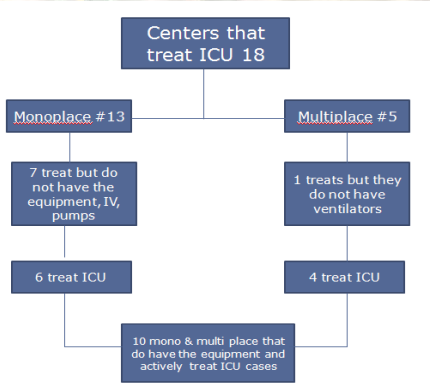 Centers that
treat ICU 18
Monoplace #13
Multiplace #5
7 treat but do
not have the
equipment, IV,
pumps
1 treats but they
do not have
ventilators
6 treat ICU
4 treat ICU
10 mono & multi place that
do have the equipment and
actively treat ICU cases